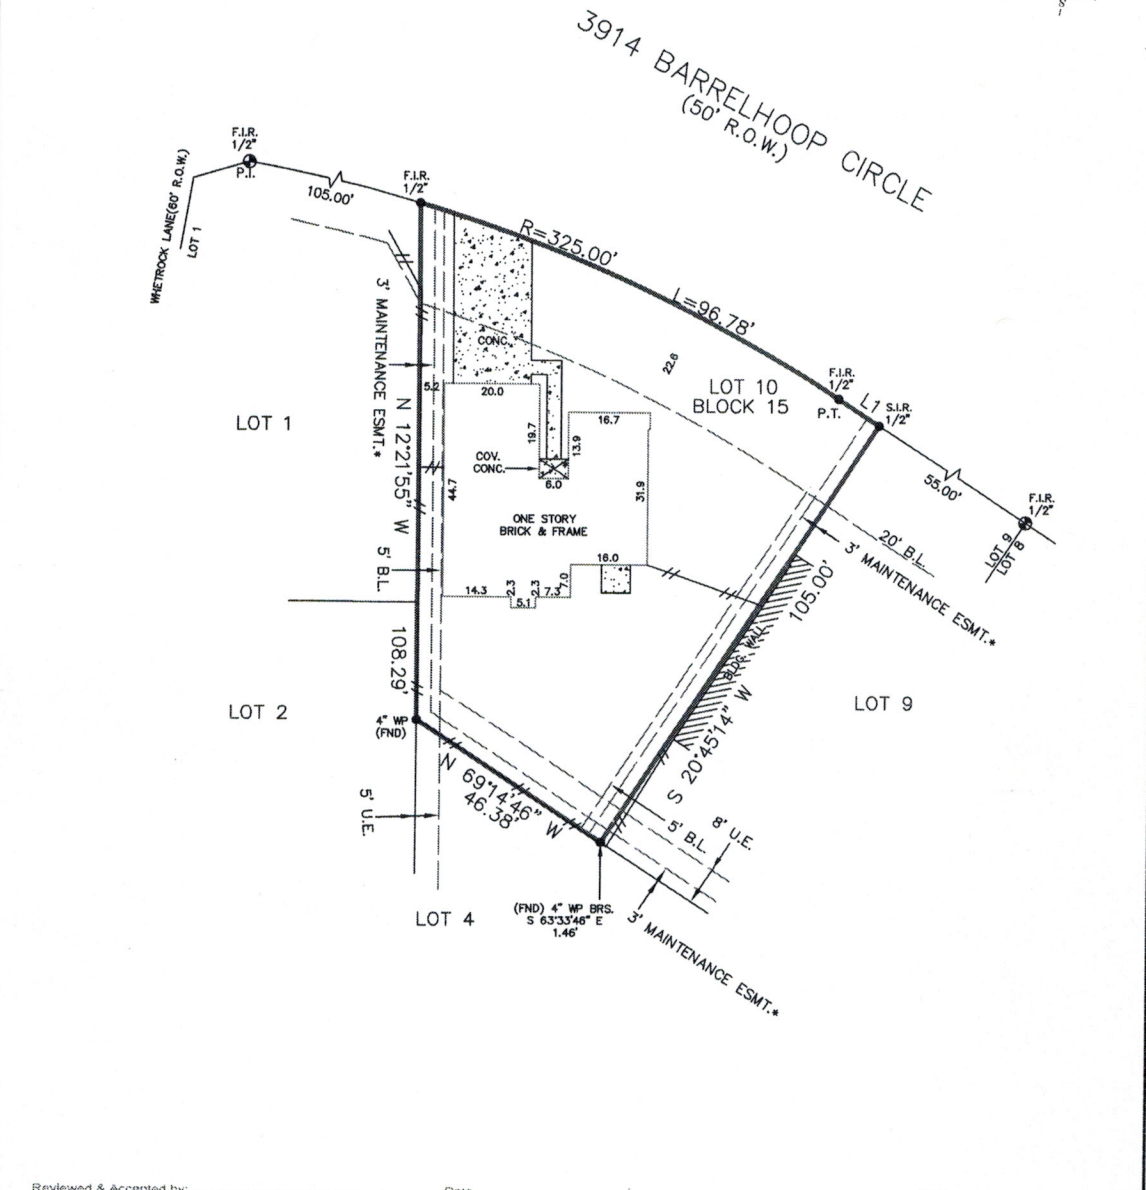 3914 BARRELHOOP CIRCLE
(50' R.O.W.)
F.I.R.
1/2"
P.T.
WHETROCK LANE(60' R.O.W.)
LOT 1
105.00'
F.I.R.
1/2"
R=325.00'
L=96.78'
3' MAINTENANCE ESMT.*
CONC.
22.6
F.I.R.
1/2"
P.T.
L1
S.I.R.
1/2"
LOT 10
BLOCK 15
5.2
20.0
16.7
LOT 1
N 12°21'55" W
19.7
13.9
COV.
CONC.
6.0
44.7
31.9
55.00'
F.I.R.
1/2"
LOT 9
LOT 8
ONE STORY
BRICK & FRAME
20' B.L.
3' MAINTENANCE ESMT.*
5' B.L.
16.0
14.3
2.3
5.1
2.3
7.3
7.0
105.00'
BLDG. WALL
108.29'
LOT 2
LOT 9
4" WP
(FND)
S 20°45'14" W
N 69°14'46" W
46.38'
5' U.E.
5' B.L.
8' U.E.
LOT 4
(FND) 4" WP BRS.
S 63°33'46" E
1.46'
3' MAINTENANCE ESMT.*
Reviewed & Accepted by: